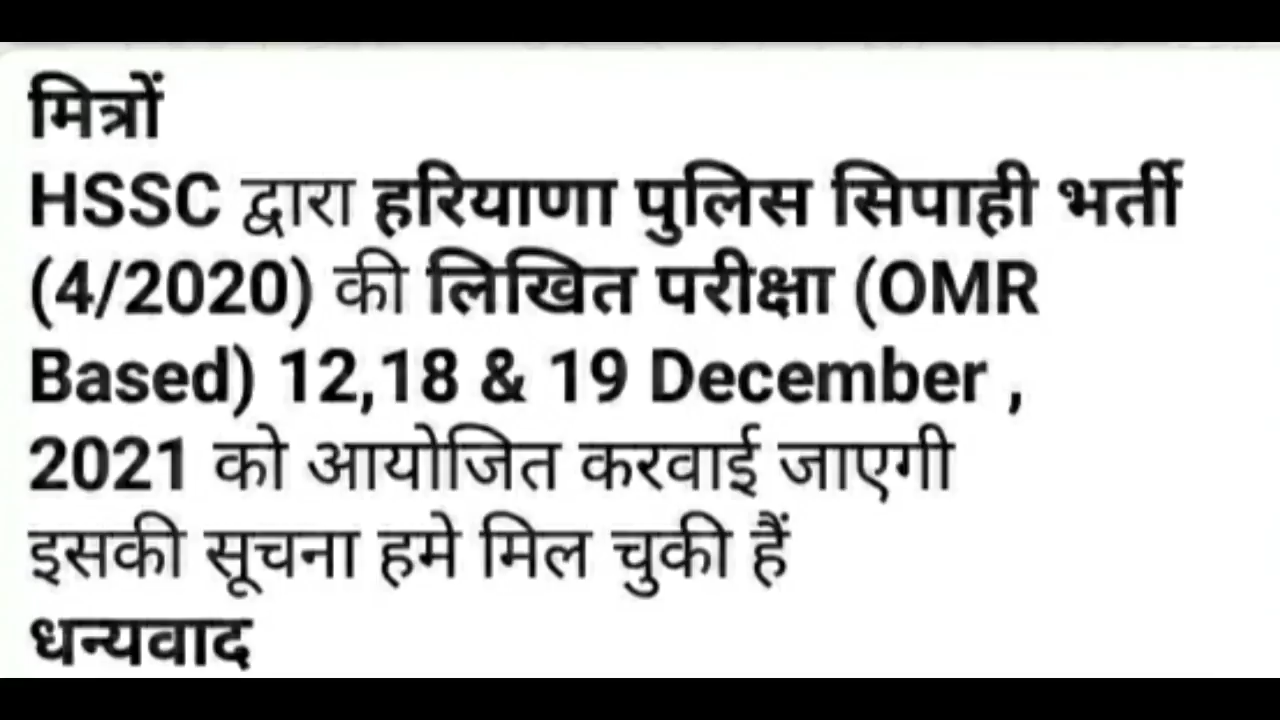 मित्रों
HSSC द्वारा हरियाणा पुलिस सिपाही भर्ती
(4/2020) की लिखित परीक्षा (OMR
Based) 12,18 & 19 December ,
2021 को आयोजित करवाई जाएगी
इसकी सूचना हमे मिल चुकी हैं
धन्यवाद